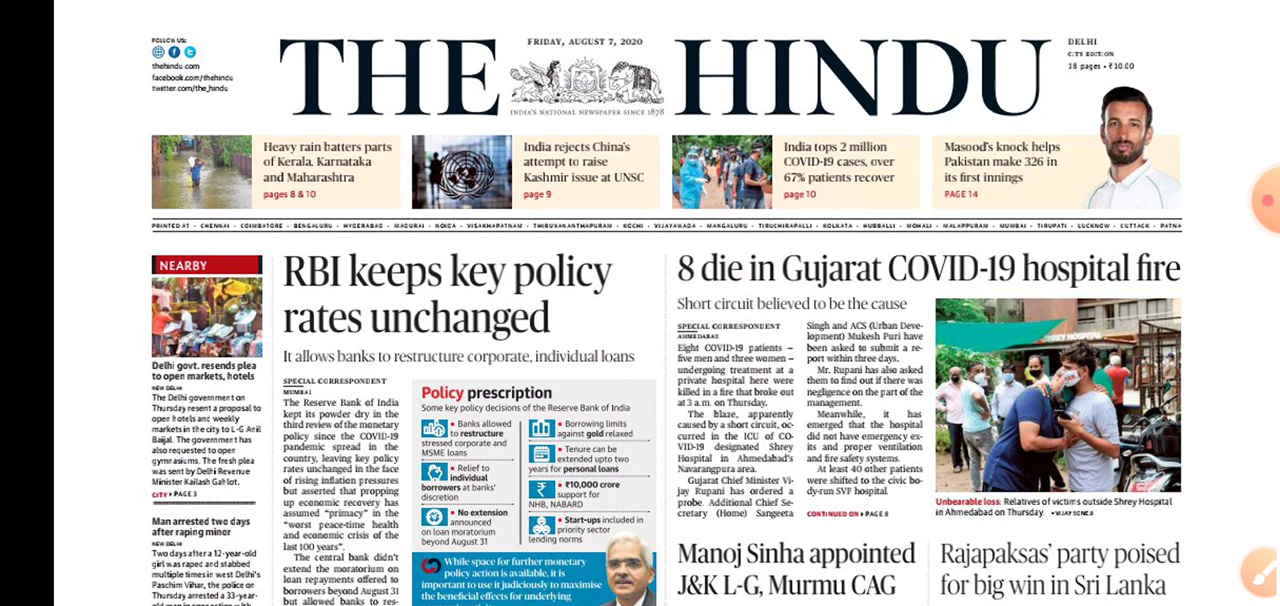 FOLLOW US:
thehindu.com
facebook.com/thehindu
twitter.com/the_hindu
FRIDAY, AUGUST 7, 2020
THE HINDU
INDIA'S NATIONAL NEWSPAPER SINCE 1878
DELHI
CITY EDITION
18 pages • ₹10.00
Heavy rain batters parts
of Kerala, Karnataka
and Maharashtra
pages 8 & 10
India rejects China's
attempt to raise
Kashmir issue at UNSC
page 9
India tops 2 million
COVID-19 cases, over
67% patients recover
page 10
Masood's knock helps
Pakistan make 326 in
its first innings
PAGE 14
PRINTED AT • CHENNAI • COIMBATORE • BENGALURU • HYDERABAD • MADURAI • NOIDA • VISAKHAPATNAM • THIRUVANANTHAPURAM • KOCHI • VIJAYAWADA • MANGALURU • TIRUCHIRAPALLI • KOLKATA • HUBBALLI • MOHALI • MALAPPURAM • MUMBAI • TIRUPATI • LUCKNOW • CUTTACK • PATNA
NEARBY
Delhi govt. resends plea
to open markets, hotels
NEW DELHI
The Delhi government on
Thursday resent a proposal to
open hotels and weekly
markets in the city to L-G Anil
Baijal. The government has
also requested to open
gymnasiums. The fresh plea
was sent by Delhi Revenue
Minister Kailash Gahlot.
CITY ▸ PAGE 3
Man arrested two days
after raping minor
NEW DELHI
Two days after a 12-year-old
girl was raped and stabbed
multiple times in west Delhi's
Paschim Vihar, the police on
Thursday arrested a 33-year-
RBI keeps key policy
rates unchanged
It allows banks to restructure corporate, individual loans
SPECIAL CORRESPONDENT
MUMBAI
The Reserve Bank of India
kept its powder dry in the
third review of the monetary
policy since the COVID-19
pandemic spread in the
country, leaving key policy
rates unchanged in the face
of rising inflation pressures
but asserted that propping
up economic recovery has
assumed "primacy" in the
"worst peace-time health
and economic crisis of the
last 100 years".
The central bank didn't
extend the moratorium on
loan repayments offered to
borrowers beyond August 31
but allowed banks to res-
Policy prescription
Some key policy decisions of the Reserve Bank of India
▪ Banks allowed
to restructure
stressed corporate and
MSME loans
▪ Relief to
individual
borrowers at banks'
discretion
▪ No extension
announced
on loan moratorium
beyond August 31
▪ Borrowing limits
against gold relaxed
▪ Tenure can be
extended upto two
years for personal loans
▪ ₹10,000 crore
support for
NHB, NABARD
▪ Start-ups included in
priority sector
lending norms
While space for further monetary
policy action is available, it is
important to use it judiciously to maximise
the beneficial effects for underlying
8 die in Gujarat COVID-19 hospital fire
Short circuit believed to be the cause
SPECIAL CORRESPONDENT
AHMEDABAD
Eight COVID-19 patients –
five men and three women –
undergoing treatment at a
private hospital here were
killed in a fire that broke out
at 3 a.m. on Thursday.
The blaze, apparently
caused by a short circuit, oc-
curred in the ICU of CO-
VID-19 designated Shrey
Hospital in Ahmedabad's
Navarangpura area.
Gujarat Chief Minister Vi-
jay Rupani has ordered a
probe. Additional Chief Se-
cretary (Home) Sangeeta
Singh and ACS (Urban Deve-
lopment) Mukesh Puri have
been asked to submit a re-
port within three days.
Mr. Rupani has also asked
them to find out if there was
negligence on the part of the
management.
Meanwhile, it has
emerged that the hospital
did not have emergency ex-
its and proper ventilation
and fire safety systems.
At least 40 other patients
were shifted to the civic bo-
dy-run SVP hospital.
CONTINUED ON ▸ PAGE 8
SHREY HOSPITAL
Unbearable loss: Relatives of victims outside Shrey Hospital
in Ahmedabad on Thursday. • VIJAY SONEJI
Manoj Sinha appointed
J&K L-G, Murmu CAG
Rajapaksas' party poised
for big win in Sri Lanka